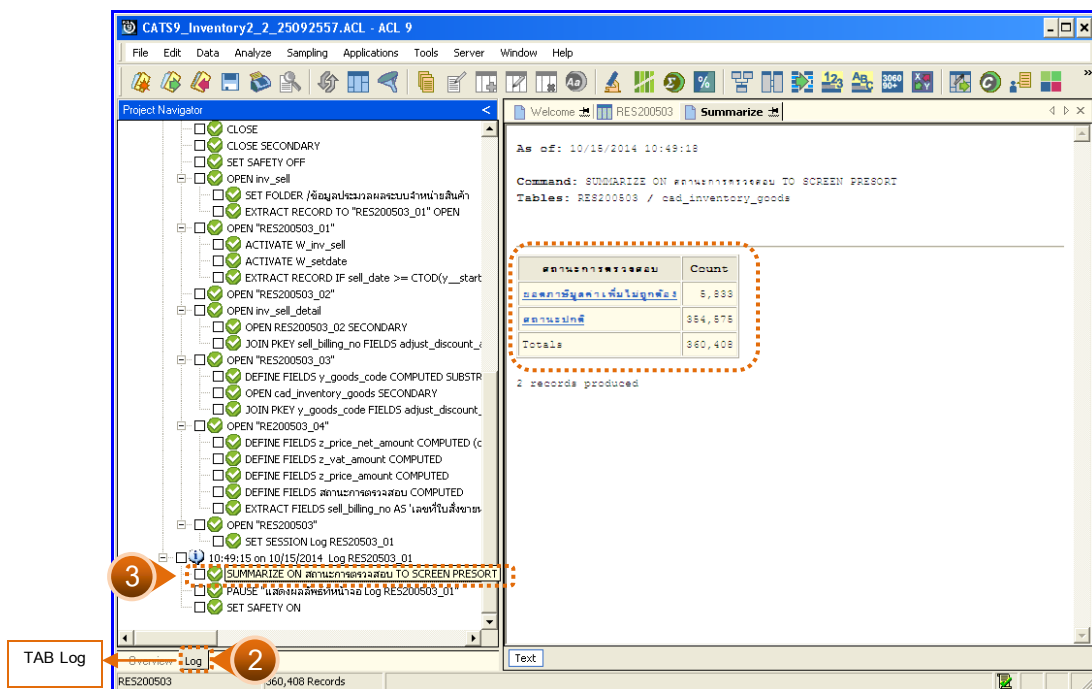 CATS9_Inventory2_2_25092557.ACL - ACL 9
File Edit Data Analyze Sampling Applications Tools Server Window Help
Project Navigator
<
Welcome RES200503 Summarize
CLOSE
CLOSE SECONDARY
SET SAFETY OFF
OPEN inv_sell
SET FOLDER /ข้อมูลประมวลผลระบบจำหน่ายสินค้า
EXTRACT RECORD TO "RES200503_01" OPEN
OPEN "RES200503_01"
ACTIVATE W_inv_sell
ACTIVATE W_setdate
EXTRACT RECORD IF sell_date >= CTOD(y__start
OPEN "RES200503_02"
OPEN inv_sell_detail
OPEN RES200503_02 SECONDARY
JOIN PKEY sell_billing_no FIELDS adjust_discount_a
OPEN "RES200503_03"
DEFINE FIELDS y_goods_code COMPUTED SUBSTR
OPEN cad_inventory_goods SECONDARY
JOIN PKEY y_goods_code FIELDS adjust_discount_
OPEN "RE200503_04"
DEFINE FIELDS z_price_net_amount COMPUTED (c
DEFINE FIELDS z_vat_amount COMPUTED
DEFINE FIELDS z_price_amount COMPUTED
DEFINE FIELDS สถานะการตรวจสอบ COMPUTED
EXTRACT FIELDS sell_billing_no AS 'เลขที่ใบสั่งขาย
OPEN "RES200503"
SET SESSION Log RES20503_01
10:49:15 on 10/15/2014 Log RES20503_01
SUMMARIZE ON สถานะการตรวจสอบ TO SCREEN PRESORT
PAUSE "แสดงผลลัพธ์ที่หน้าจอ Log RES200503_01"
SET SAFETY ON
As of: 10/15/2014 10:49:18
Command: SUMMARIZE ON สถานะการตรวจสอบ TO SCREEN PRESORT
Tables: RES200503 / cad_inventory_goods
สถานะการตรวจสอบ Count
ยอดภาษีมูลค่าเพิ่มไม่ถูกต้อง 5,833
สถานะปกติ 354,575
Totals 360,408
2 records produced
3
TAB Log
Overview Log
2
Text
RES200503 360,408 Records